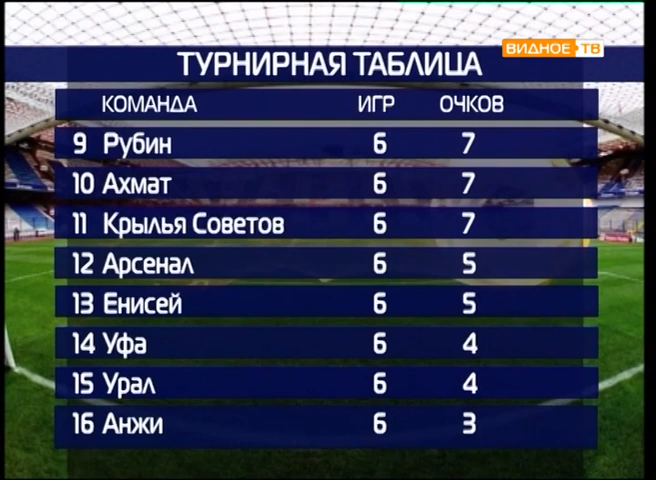 ВИДНОЕ ТВ
ТУРНИРНАЯ ТАБЛИЦА
КОМАНДА ИГР ОЧКОВ
9 Рубин 6 7
10 Ахмат 6 7
11 Крылья Советов 6 7
12 Арсенал 6 5
13 Енисей 6 5
14 Уфа 6 4
15 Урал 6 4
16 Анжи 6 3